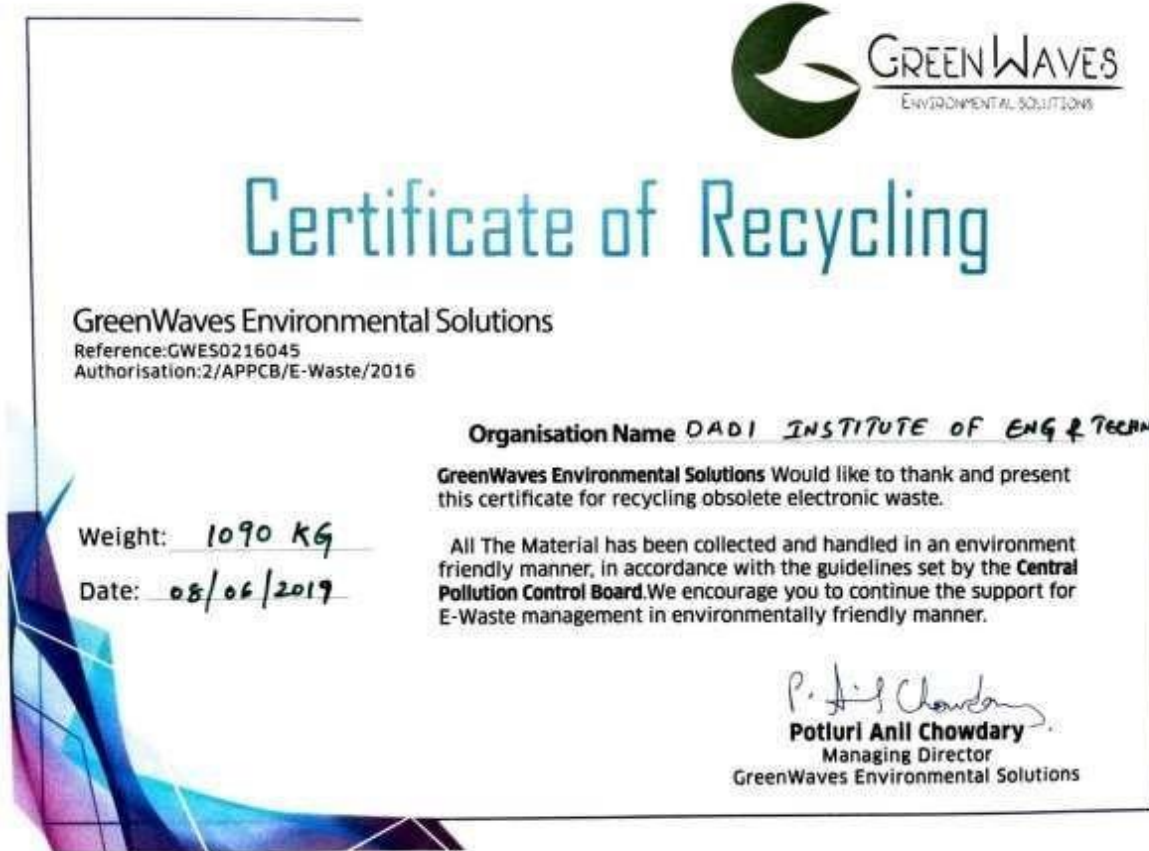 GREEN WAVES
ENVIRONMENTAL SOLUTIONS
Certificate of Recycling
GreenWaves Environmental Solutions
Reference:GWES0216045
Authorisation:2/APPCB/E-Waste/2016
Organisation Name DADI INSTITUTE OF ENG & TECHN
GreenWaves Environmental Solutions Would like to thank and present
this certificate for recycling obsolete electronic waste.
Weight: 1090 KG
Date: 08/06/2019
All The Material has been collected and handled in an environment
friendly manner, in accordance with the guidelines set by the Central
Pollution Control Board.We encourage you to continue the support for
E-Waste management in environmentally friendly manner.
P. Anil Chowdary
Potluri Anil Chowdary
Managing Director
GreenWaves Environmental Solutions